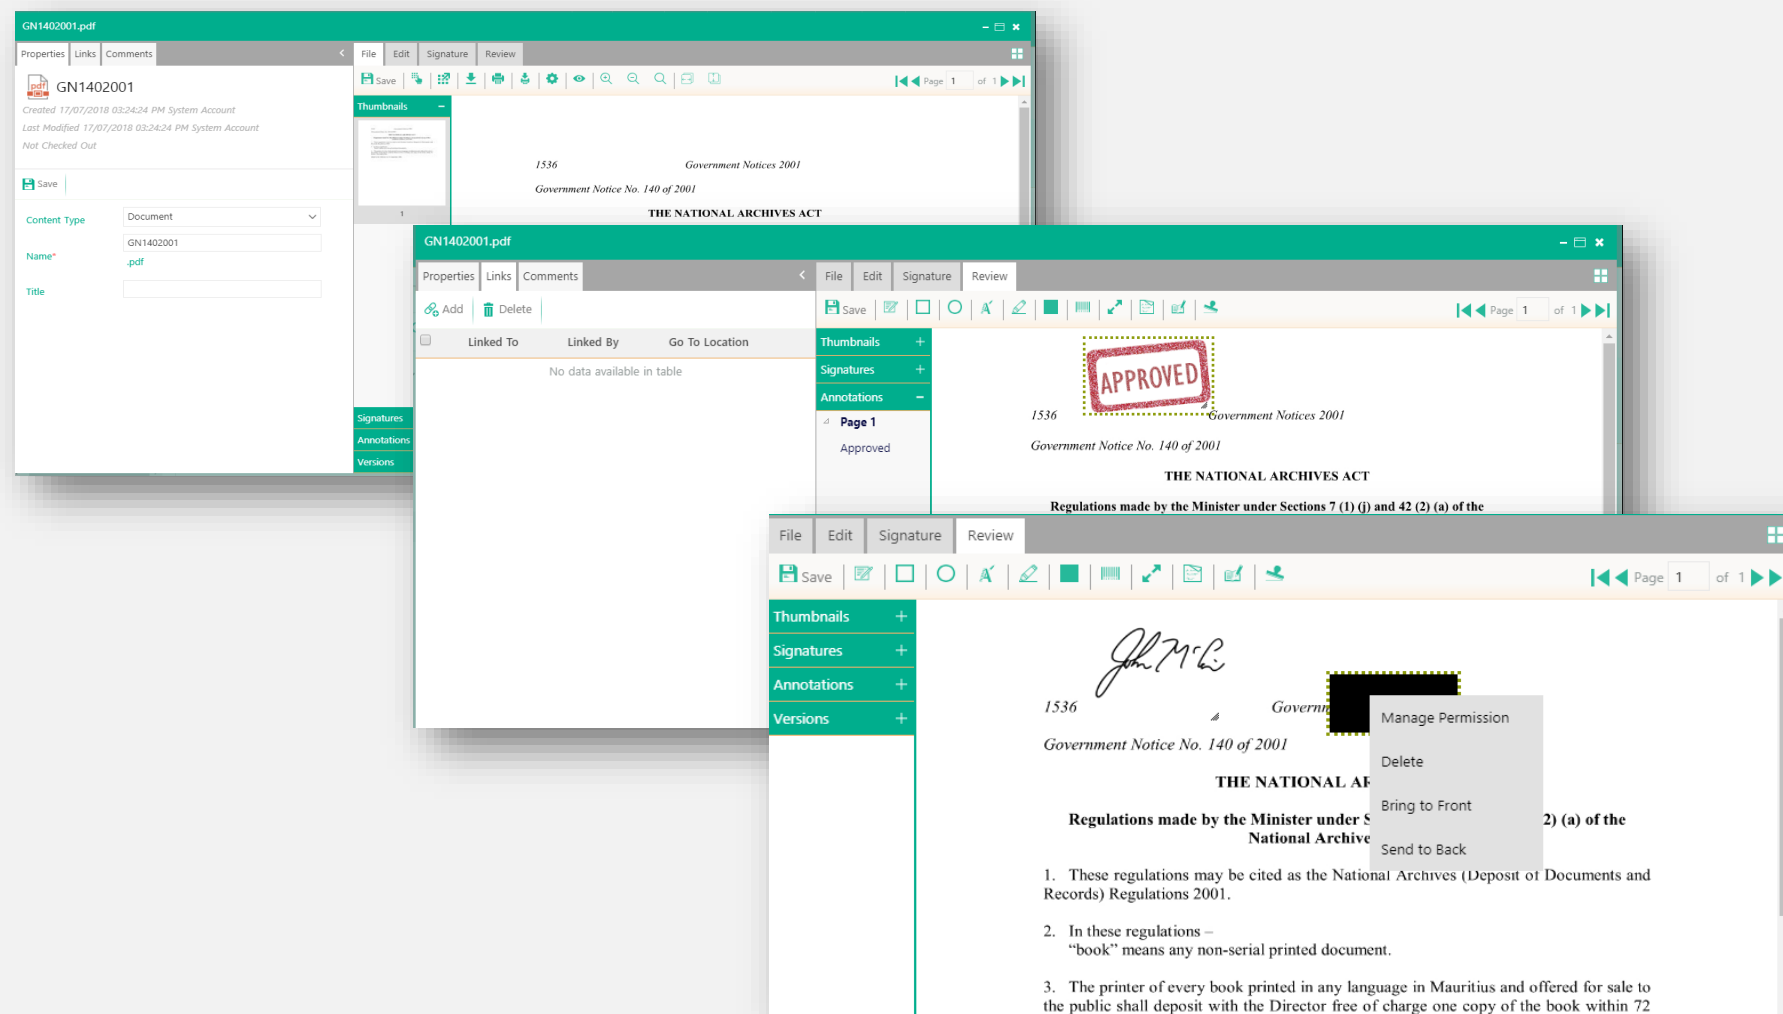 GN1402001.pdf
Properties Links Comments
File Edit Signature Review
GN1402001
Created 17/07/2018 03:24:24 PM System Account
Last Modified 17/07/2018 03:24:24 PM System Account
Not Checked Out
Save
Content Type Document
Name* GN1402001
.pdf
Title
Save Page 1 of 1
Thumbnails
1
Signatures
Annotations
Versions
1536 Government Notices 2001
Government Notice No. 140 of 2001
THE NATIONAL ARCHIVES ACT
GN1402001.pdf
Properties Links Comments
File Edit Signature Review
Add Delete
Linked To Linked By Go To Location
No data available in table
Save Page 1 of 1
Thumbnails
Signatures
Annotations
Page 1
Approved
APPROVED
1536 Government Notices 2001
Government Notice No. 140 of 2001
THE NATIONAL ARCHIVES ACT
Regulations made by the Minister under Sections 7 (1) (j) and 42 (2) (a) of the
File Edit Signature Review
Save Page 1 of 1
Thumbnails
Signatures
Annotations
Versions
1536 Governm
Government Notice No. 140 of 2001
THE NATIONAL AR
Regulations made by the Minister under S 2) (a) of the
National Archive
Manage Permission
Delete
Bring to Front
Send to Back
1. These regulations may be cited as the National Archives (Deposit of Documents and
Records) Regulations 2001.
2. In these regulations –
“book” means any non-serial printed document.
3. The printer of every book printed in any language in Mauritius and offered for sale to
the public shall deposit with the Director free of charge one copy of the book within 72